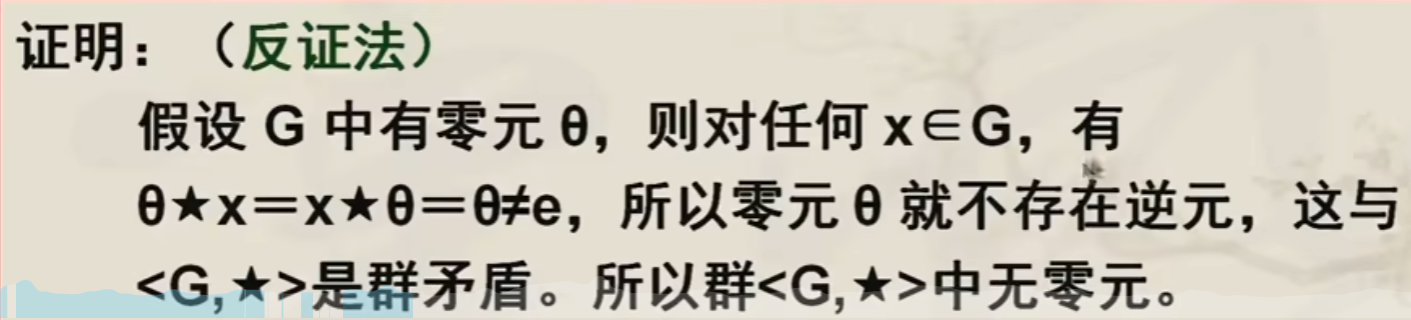 证明：（反证法）
假设 G 中有零元 θ，则对任何 x∈G，有
θ★x＝x★θ＝θ≠e，所以零元 θ 就不存在逆元，这与
<G,★>是群矛盾。所以群<G,★>中无零元。